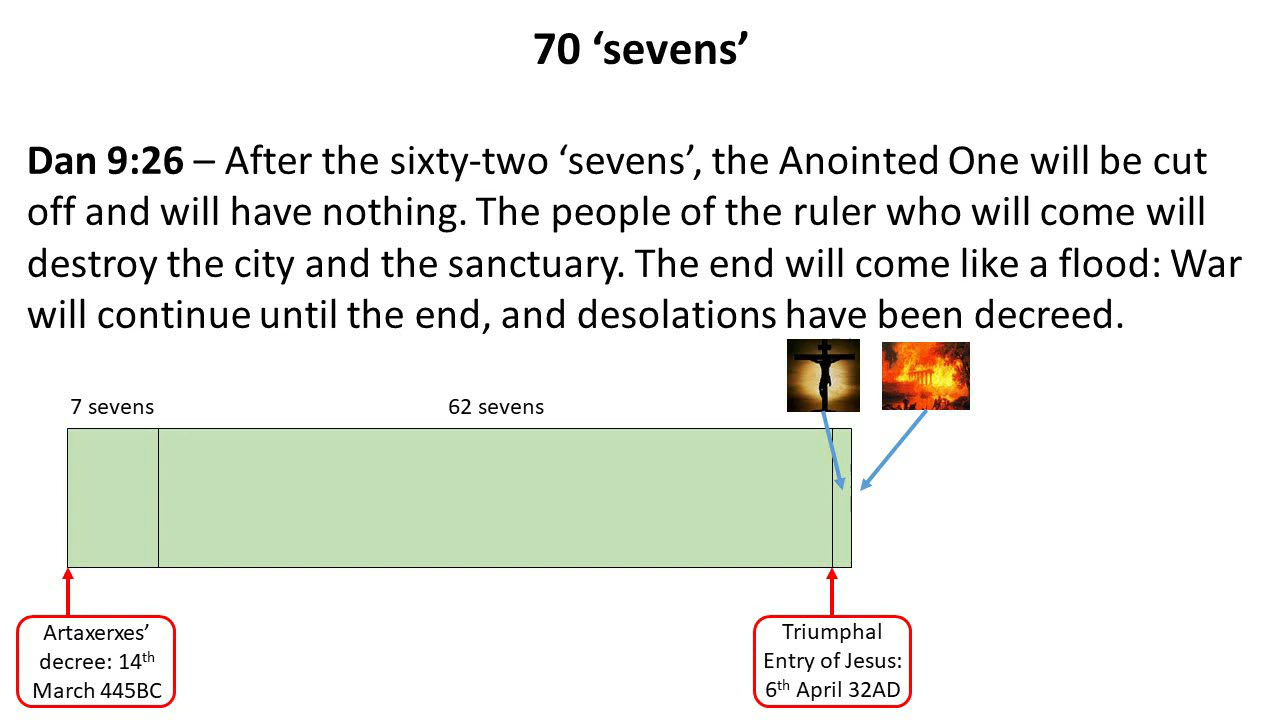 70 ‘sevens’
Dan 9:26 – After the sixty-two ‘sevens’, the Anointed One will be cut
off and will have nothing. The people of the ruler who will come will
destroy the city and the sanctuary. The end will come like a flood: War
will continue until the end, and desolations have been decreed.
7 sevens
62 sevens
Artaxerxes’
decree: 14th
March 445BC
Triumphal
Entry of Jesus:
6th April 32AD